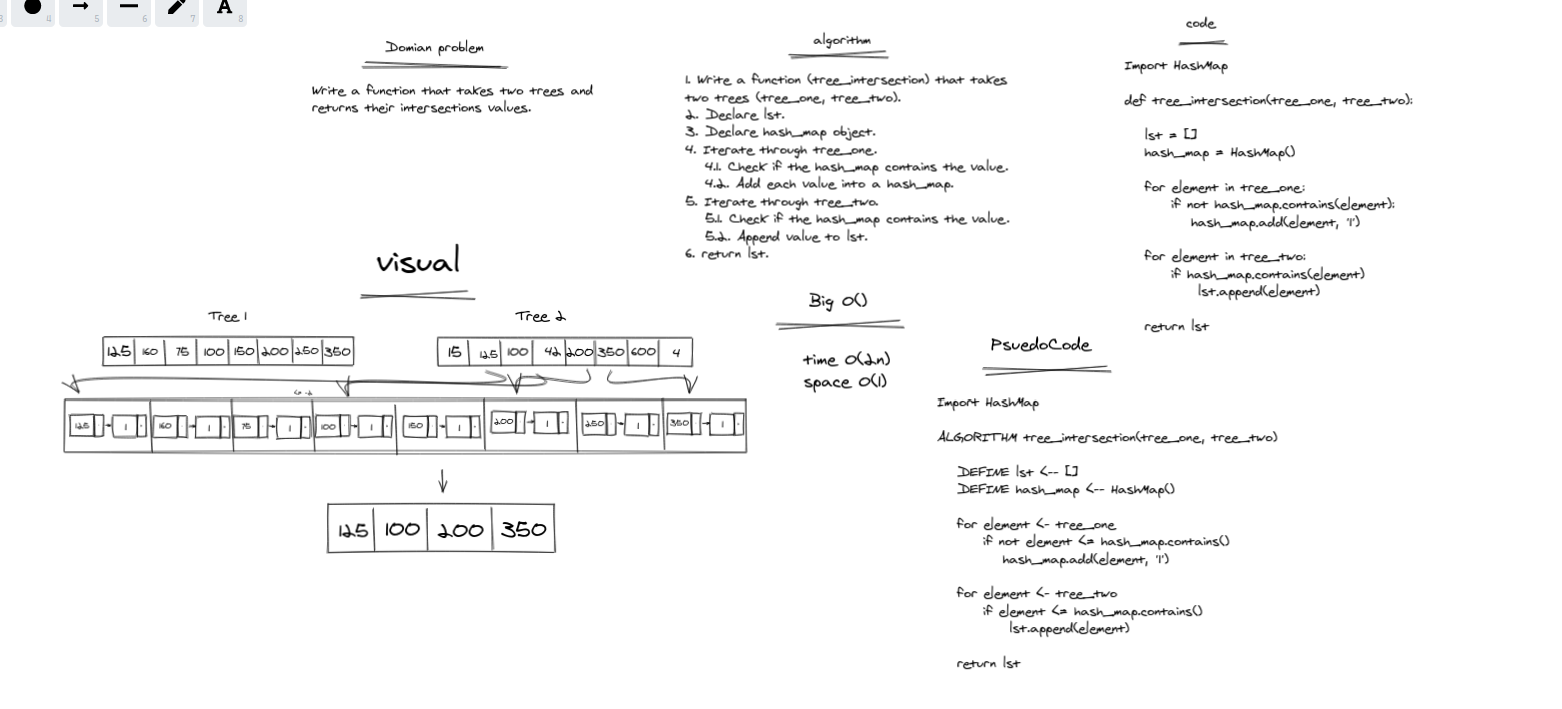 3 4 5 6 7 A 8
Domian problem
Write a function that takes two trees and
returns their intersections values.
algorithm
1. Write a function (tree_intersection) that takes
two trees (tree_one, tree_two).
2. Declare lst.
3. Declare hash_map object.
4. Iterate through tree_one.
4.1. Check if the hash_map contains the value.
4.2. Add each value into a hash_map.
5. Iterate through tree_two.
5.1. Check if the hash_map contains the value.
5.2. Append value to lst.
6. return lst.
code
Import HashMap
def tree_intersection(tree_one, tree_two):
lst = []
hash_map = HashMap()
for element in tree_one:
if not hash_map.contains(element):
hash_map.add(element, '1')
for element in tree_two:
if hash_map.contains(element)
lst.append(element)
return lst
visual
Tree 1
125 160 75 100 150 200 250 350
Tree 2
15 125 100 42 200 350 600 4
125 1 160 1 75 1 100 1 150 1 200 1 250 1 350 1
125 100 200 350
Big O()
time O(2n)
space O(1)
PsuedoCode
Import HashMap
ALGORITHM tree_intersection(tree_one, tree_two)
DEFINE lst <-- []
DEFINE hash_map <-- HashMap()
for element <- tree_one
if not element <= hash_map.contains()
hash_map.add(element, '1')
for element <- tree_two
if element <= hash_map.contains()
lst.append(element)
return lst